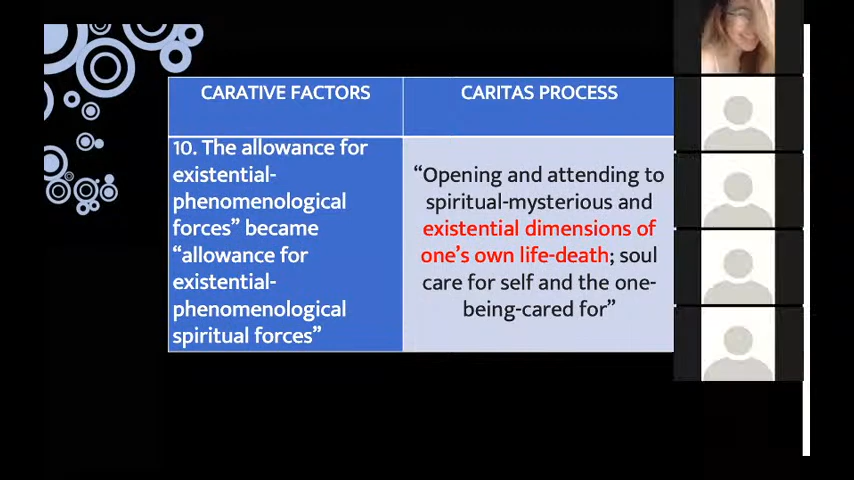 CARATIVE FACTORS
CARITAS PROCESS
10. The allowance for
existential-
phenomenological
forces” became
“allowance for
existential-
phenomenological
spiritual forces”
“Opening and attending to
spiritual-mysterious and
existential dimensions of
one’s own life-death; soul
care for self and the one-
being-cared for”